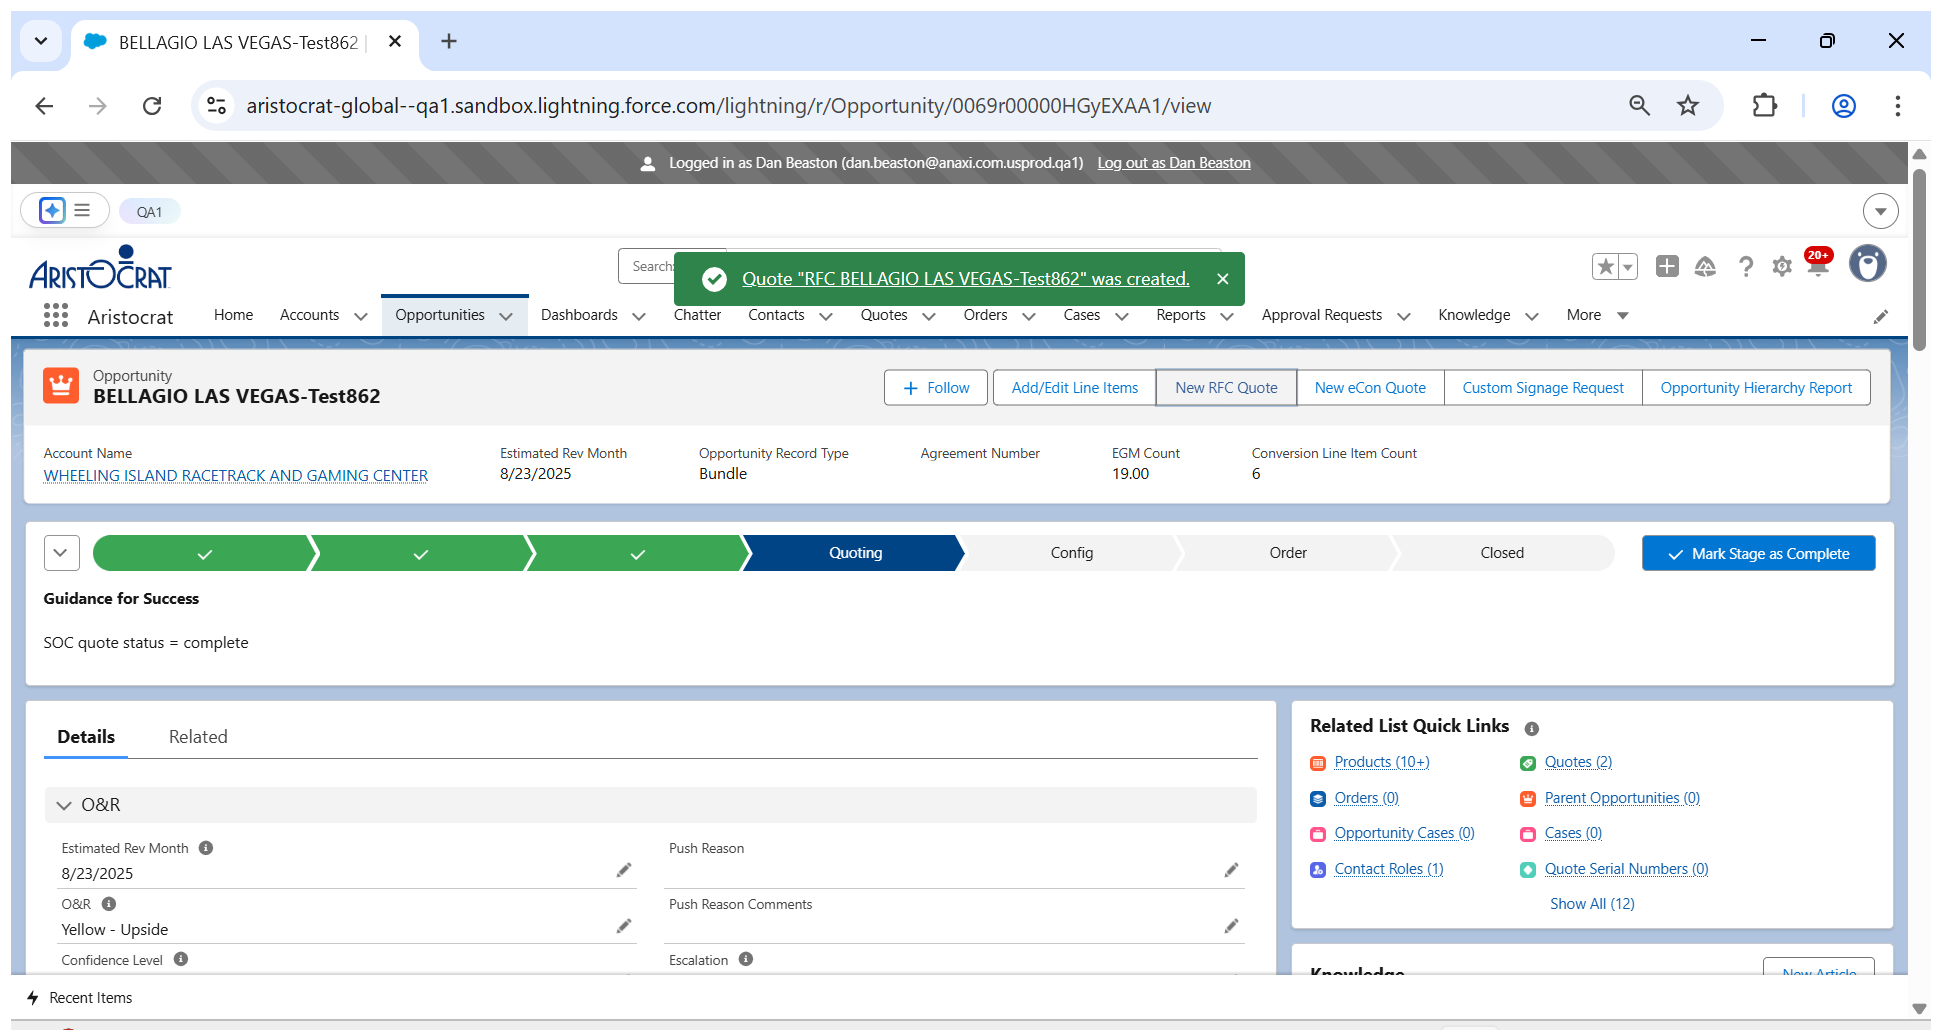 BELLAGIO LAS VEGAS-Test862
aristocrat-global--qa1.sandbox.lightning.force.com/lightning/r/Opportunity/0069r00000HGyEXAA1/view
Logged in as Dan Beaston (dan.beaston@anaxi.com.usprod.qa1) Log out as Dan Beaston
QA1
ARISTOCRAT
Search
Quote "RFC BELLAGIO LAS VEGAS-Test862" was created.
20+
Aristocrat Home Accounts Opportunities Dashboards Chatter Contacts Quotes Orders Cases Reports Approval Requests Knowledge More
Opportunity
BELLAGIO LAS VEGAS-Test862
Follow Add/Edit Line Items New RFC Quote New eCon Quote Custom Signage Request Opportunity Hierarchy Report
Account Name Estimated Rev Month Opportunity Record Type Agreement Number EGM Count Conversion Line Item Count
WHEELING ISLAND RACETRACK AND GAMING CENTER 8/23/2025 Bundle 19.00 6
Quoting Config Order Closed Mark Stage as Complete
Guidance for Success
SOC quote status = complete
Details Related
O&R
Estimated Rev Month Push Reason
8/23/2025
O&R Push Reason Comments
Yellow - Upside
Confidence Level Escalation
Related List Quick Links
Products (10+) Quotes (2)
Orders (0) Parent Opportunities (0)
Opportunity Cases (0) Cases (0)
Contact Roles (1) Quote Serial Numbers (0)
Show All (12)
Knowledge New Article
Recent Items